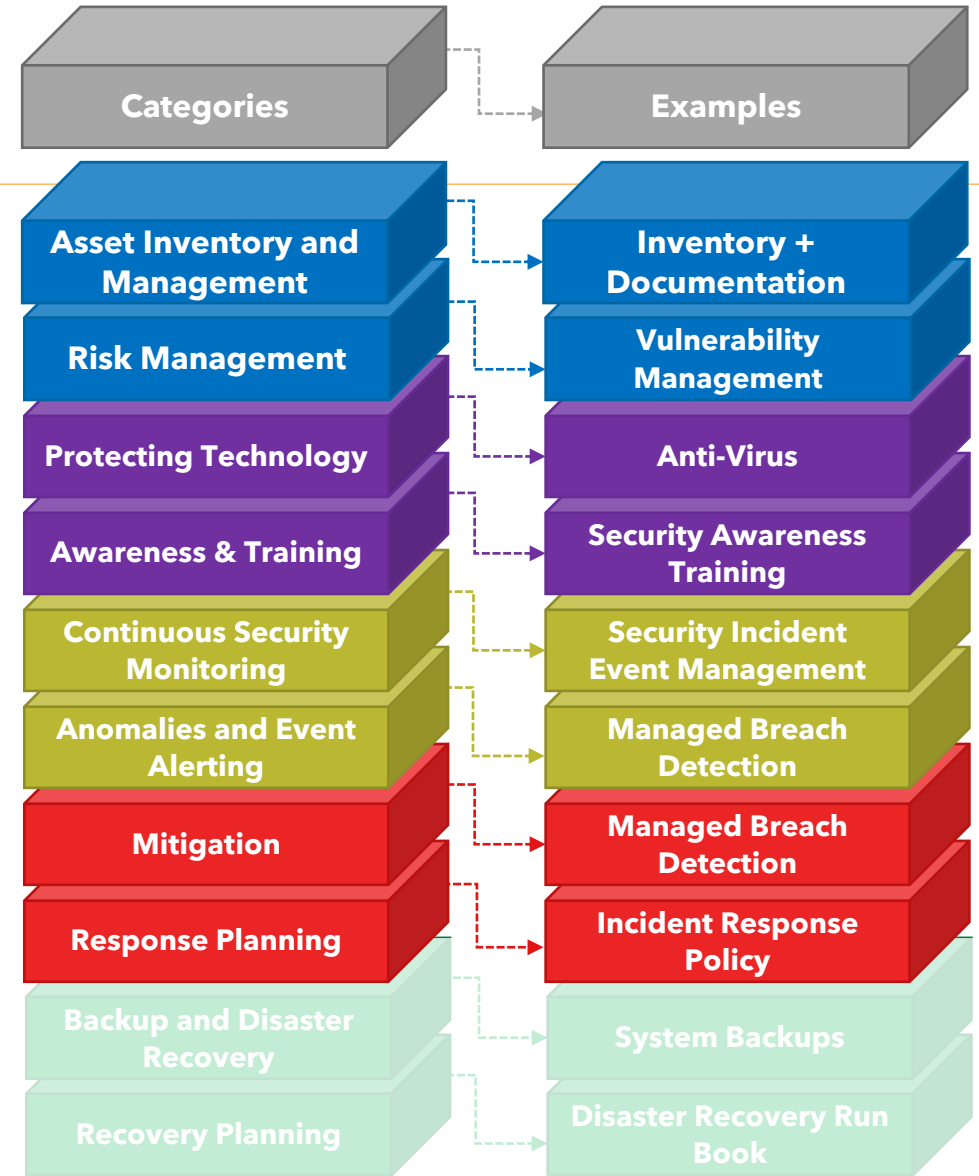 Categories
Examples
Asset Inventory and
Management
Inventory +
Documentation
Risk Management
Vulnerability
Management
Protecting Technology
Anti-Virus
Awareness & Training
Security Awareness
Training
Continuous Security
Monitoring
Security Incident
Event Management
Anomalies and Event
Alerting
Managed Breach
Detection
Mitigation
Managed Breach
Detection
Response Planning
Incident Response
Policy
Backup and Disaster
Recovery
System Backups
Recovery Planning
Disaster Recovery Run
Book